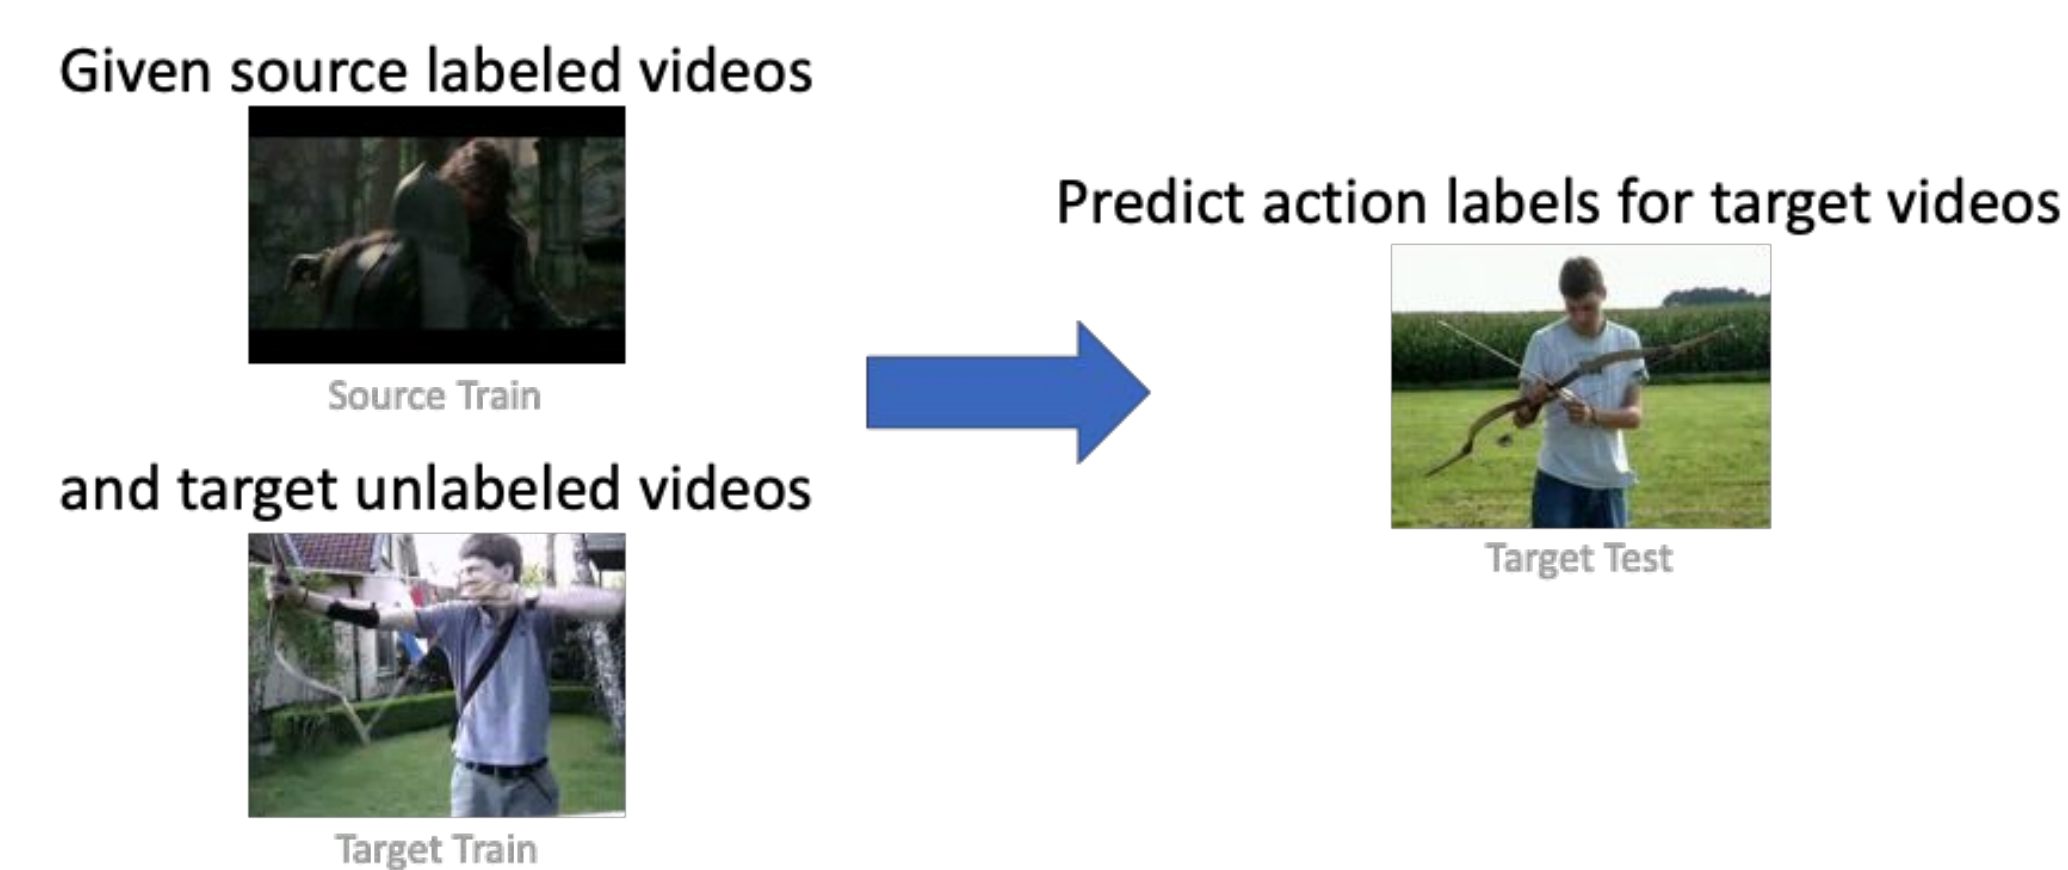 Given source labeled videos
Source Train
and target unlabeled videos
Target Train
Predict action labels for target videos
Target Test